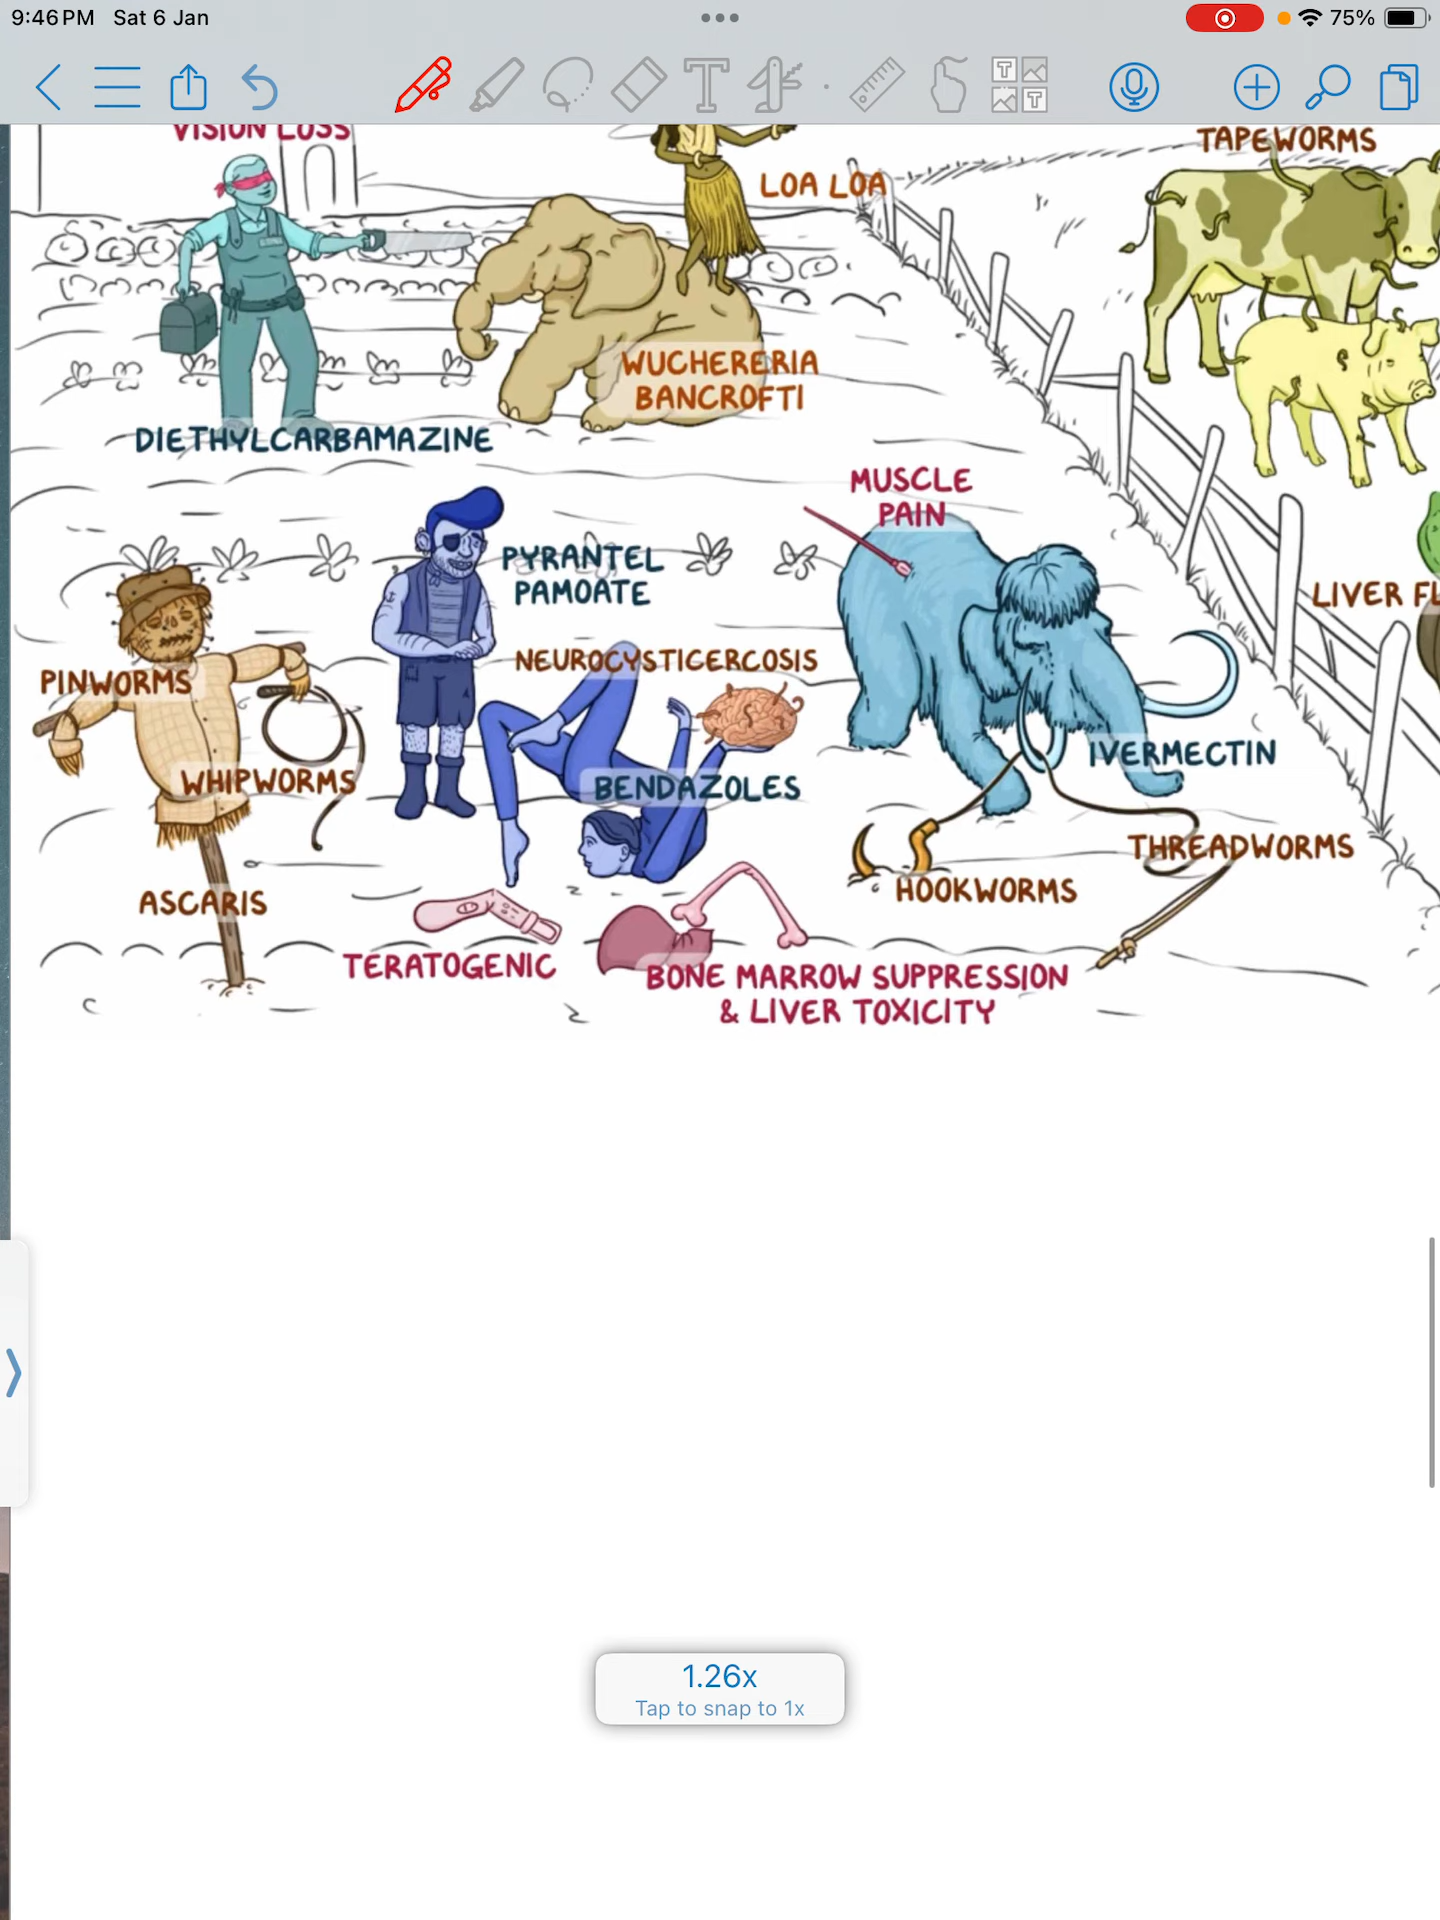 9:46 PM Sat 6 Jan
75%
VISION LOSS
TAPEWORMS
LOA LOA
WUCHERERIA
BANCROFTI
DIETHYLCARBAMAZINE
MUSCLE
PAIN
PYRANTEL
PAMOATE
LIVER FL
NEUROCYSTICERCOSIS
PINWORMS
IVERMECTIN
WHIPWORMS
BENDAZOLES
THREADWORMS
HOOKWORMS
ASCARIS
TERATOGENIC
BONE MARROW SUPPRESSION
& LIVER TOXICITY
1.26x
Tap to snap to 1x